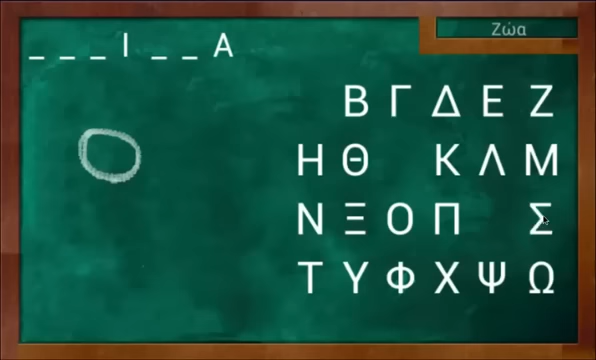 Ζώα
_ _ _ Ι _ _ Α
Β Γ Δ Ε Ζ
Η Θ Κ Λ Μ
Ν Ξ Ο Π Σ
Τ Υ Φ Χ Ψ Ω